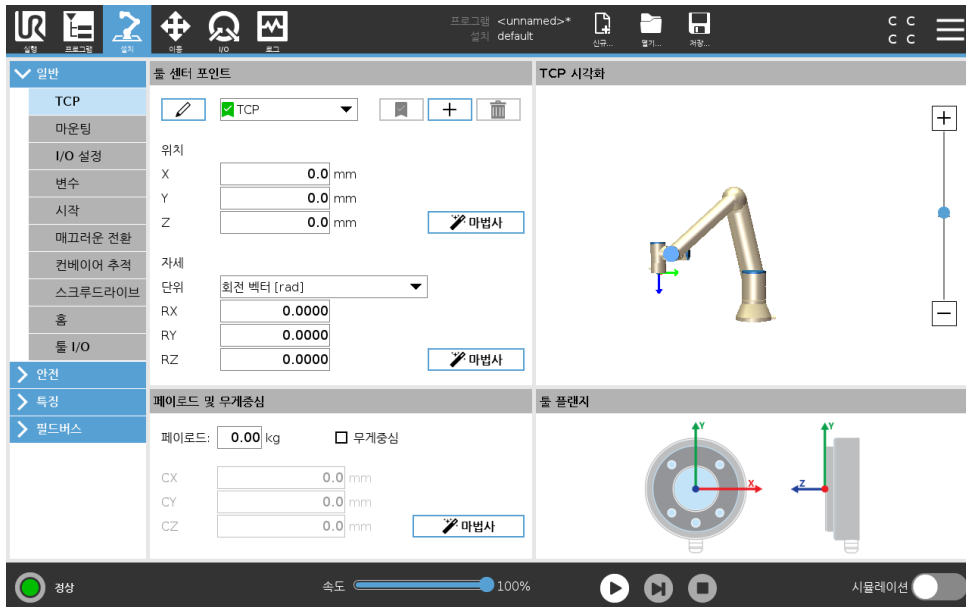 UR
실행
프로그램
설치
이동
I/O
로그
프로그램 <unnamed>*
설치 default
신규...
열기...
저장...
C C
C C
일반
TCP
마운팅
I/O 설정
변수
시작
매끄러운 전환
컨베이어 추적
스크루드라이브
홈
툴 I/O
안전
특징
필드버스
툴 센터 포인트
TCP
위치
X 0.0 mm
Y 0.0 mm
Z 0.0 mm
마법사
자세
단위 회전 벡터 [rad]
RX 0.0000
RY 0.0000
RZ 0.0000
마법사
페이로드 및 무게중심
페이로드: 0.00 kg 무게중심
CX 0.0 mm
CY 0.0 mm
CZ 0.0 mm
마법사
TCP 시각화
툴 플랜지
Y
X
Y
Z
정상
속도 100%
시뮬레이션